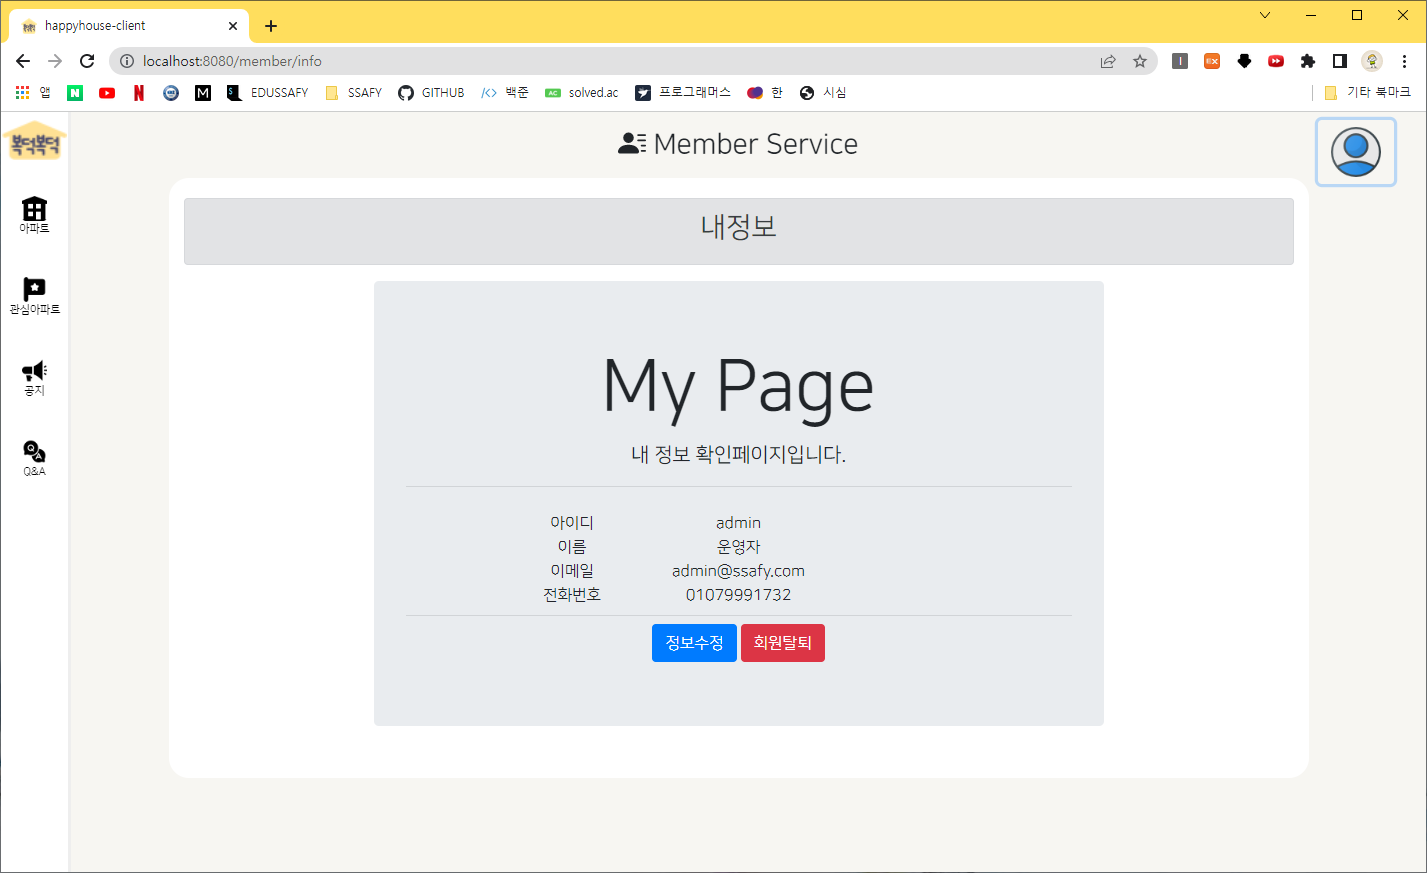 happyhouse-client
localhost:8080/member/info
앱
EDUSSAFY
SSAFY
GITHUB
백준
solved.ac
프로그래머스
한
시심
기타 북마크
복덕복덕
Member Service
아파트
관심아파트
공지
Q&A
내정보
My Page
내 정보 확인페이지입니다.
아이디 admin
이름 운영자
이메일 admin@ssafy.com
전화번호 01079991732
정보수정 회원탈퇴